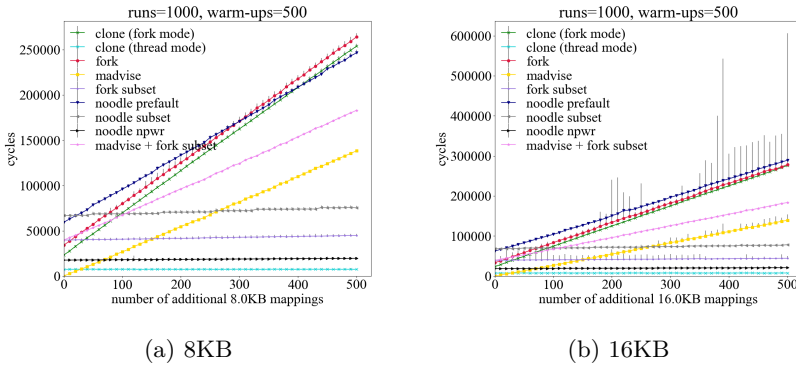 runs=1000, warm-ups=500
clone (fork mode)
clone (thread mode)
fork
madvise
fork subset
noodle prefault
noodle subset
noodle npwr
madvise + fork subset
250000
200000
150000
100000
50000
0
cycles
0 100 200 300 400 500
number of additional 8.0KB mappings
(a) 8KB
runs=1000, warm-ups=500
clone (fork mode)
clone (thread mode)
fork
madvise
fork subset
noodle prefault
noodle subset
noodle npwr
madvise + fork subset
600000
500000
400000
300000
200000
100000
0
cycles
0 100 200 300 400 500
number of additional 16.0KB mappings
(b) 16KB